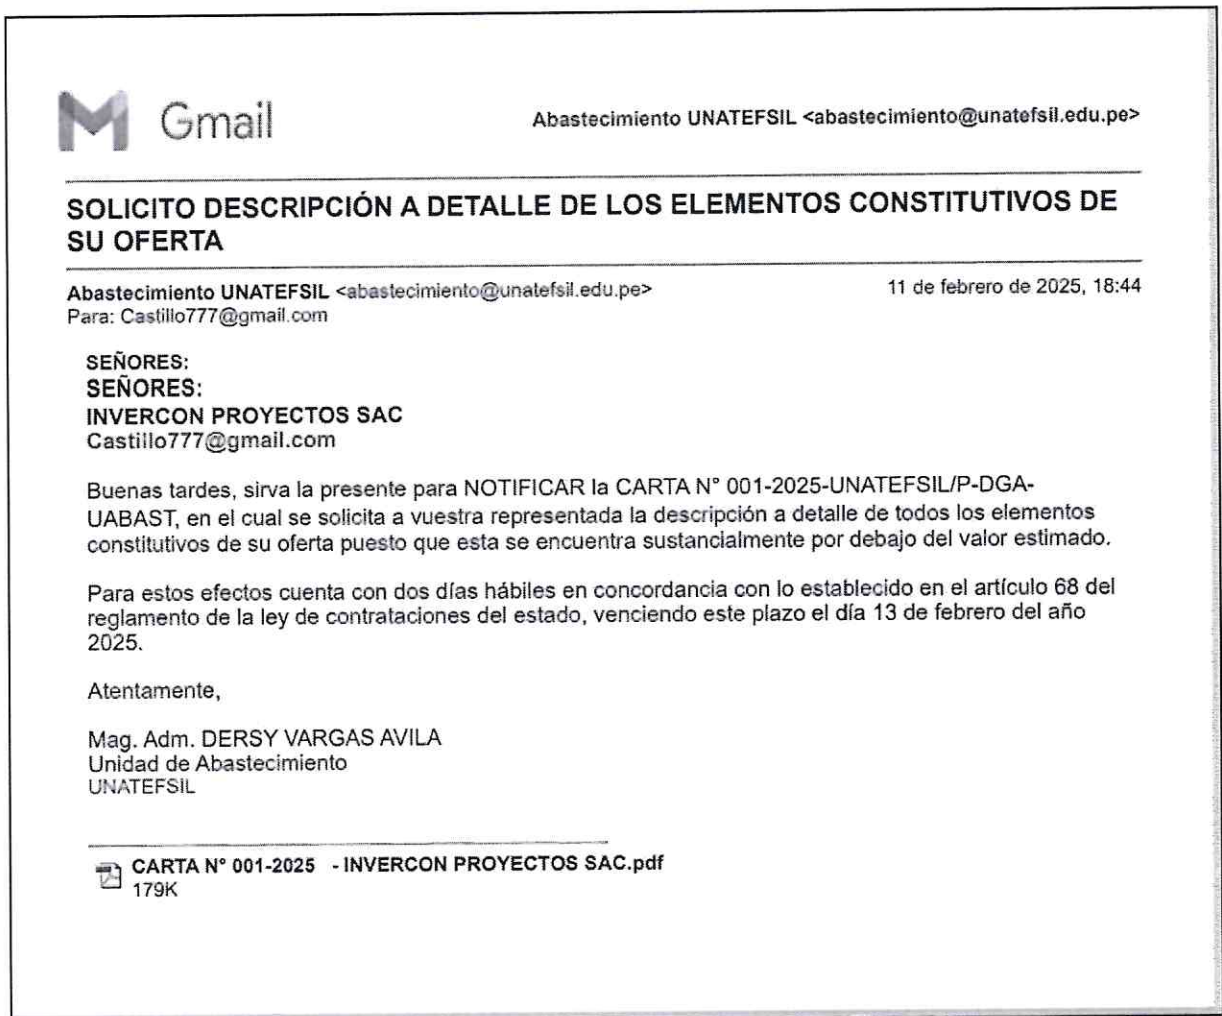 Gmail
Abastecimiento UNATEFSIL <abastecimiento@unatefsil.edu.pe>
SOLICITO DESCRIPCIÓN A DETALLE DE LOS ELEMENTOS CONSTITUTIVOS DE
SU OFERTA
Abastecimiento UNATEFSIL <abastecimiento@unatefsil.edu.pe>
11 de febrero de 2025, 18:44
Para: Castillo777@gmail.com
SEÑORES:
SEÑORES:
INVERCON PROYECTOS SAC
Castillo777@gmail.com
Buenas tardes, sirva la presente para NOTIFICAR la CARTA N° 001-2025-UNATEFSIL/P-DGA-
UABAST, en el cual se solicita a vuestra representada la descripción a detalle de todos los elementos
constitutivos de su oferta puesto que esta se encuentra sustancialmente por debajo del valor estimado.
Para estos efectos cuenta con dos días hábiles en concordancia con lo establecido en el artículo 68 del
reglamento de la ley de contrataciones del estado, venciendo este plazo el día 13 de febrero del año
2025.
Atentamente,
Mag. Adm. DERSY VARGAS AVILA
Unidad de Abastecimiento
UNATEFSIL
CARTA N° 001-2025 - INVERCON PROYECTOS SAC.pdf
179K